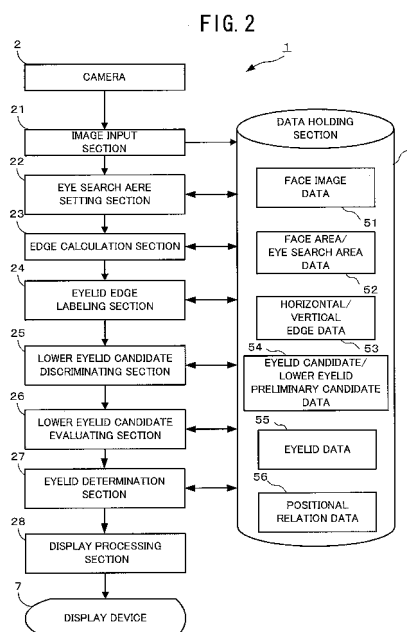 FIG. 2
1
2
CAMERA
21
IMAGE INPUT
SECTION
22
EYE SEARCH AERE
SETTING SECTION
23
EDGE CALCULATION SECTION
24
EYELID EDGE
LABELING SECTION
25
LOWER EYELID CANDIDATE
DISCRIMINATING SECTION
26
LOWER EYELID CANDIDATE
EVALUATING SECTION
27
EYELID DETERMINATION
SECTION
28
DISPLAY PROCESSING
SECTION
7
DISPLAY DEVICE
DATA HOLDING
SECTION
FACE IMAGE
DATA
51
FACE AREA/
EYE SEARCH AREA
DATA
52
HORIZONTAL/
VERTICAL
EDGE DATA
53
54
EYELID CANDIDATE/
LOWER EYELID
PRELIMINARY CANDIDATE
DATA
55
EYELID DATA
56
POSITIONAL
RELATION DATA